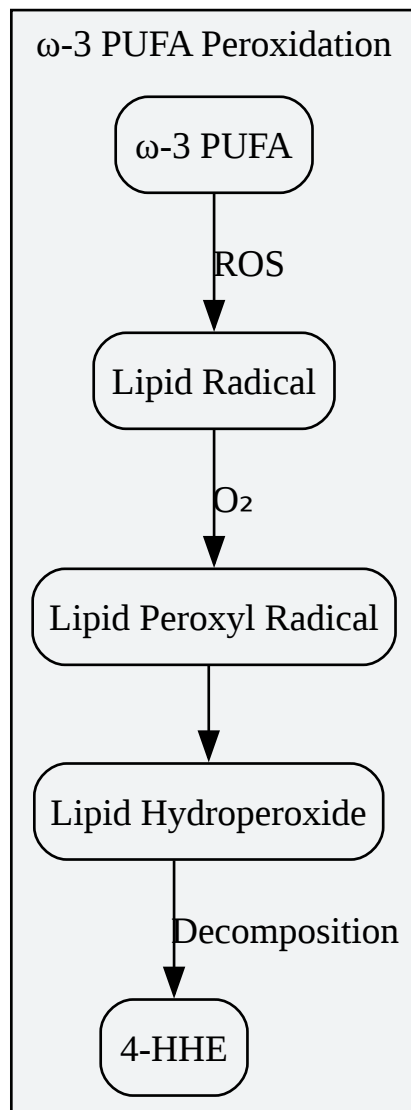 ω-3 PUFA Peroxidation
ω-3 PUFA
ROS
Lipid Radical
O₂
Lipid Peroxyl Radical
Lipid Hydroperoxide
Decomposition
4-HHE